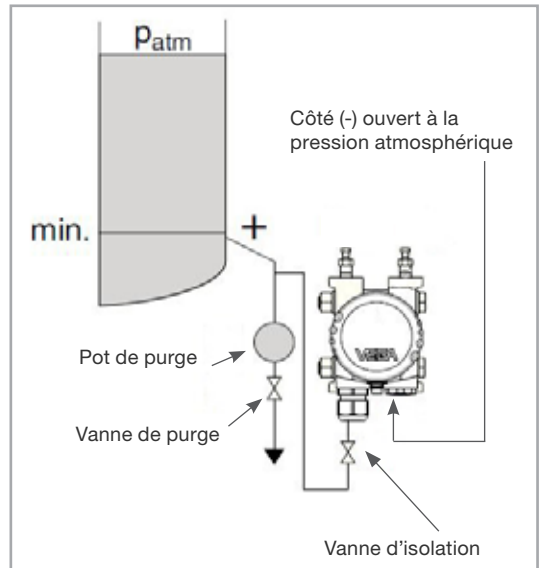 p_atm
Côté (-) ouvert à la
pression atmosphérique
min.
+
VEGA
Pot de purge
Vanne de purge
Vanne d’isolation